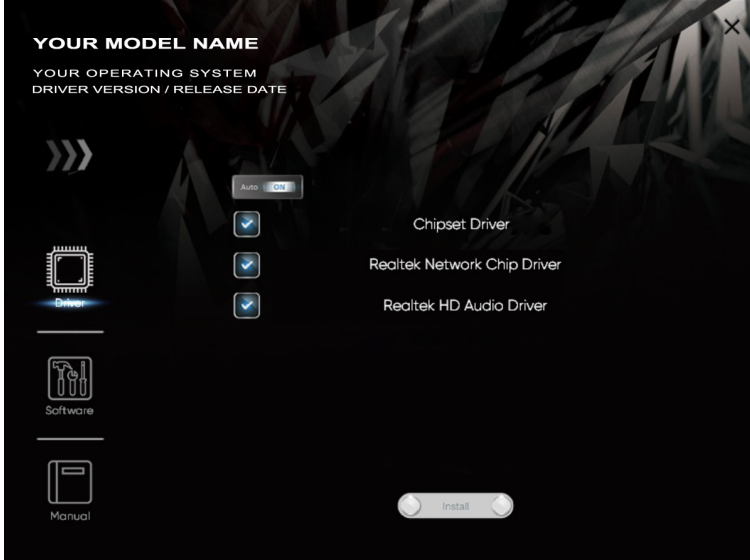 YOUR MODEL NAME
YOUR OPERATING SYSTEM
DRIVER VERSION / RELEASE DATE
Auto ON
Chipset Driver
Realtek Network Chip Driver
Realtek HD Audio Driver
Driver
Software
Manual
Install